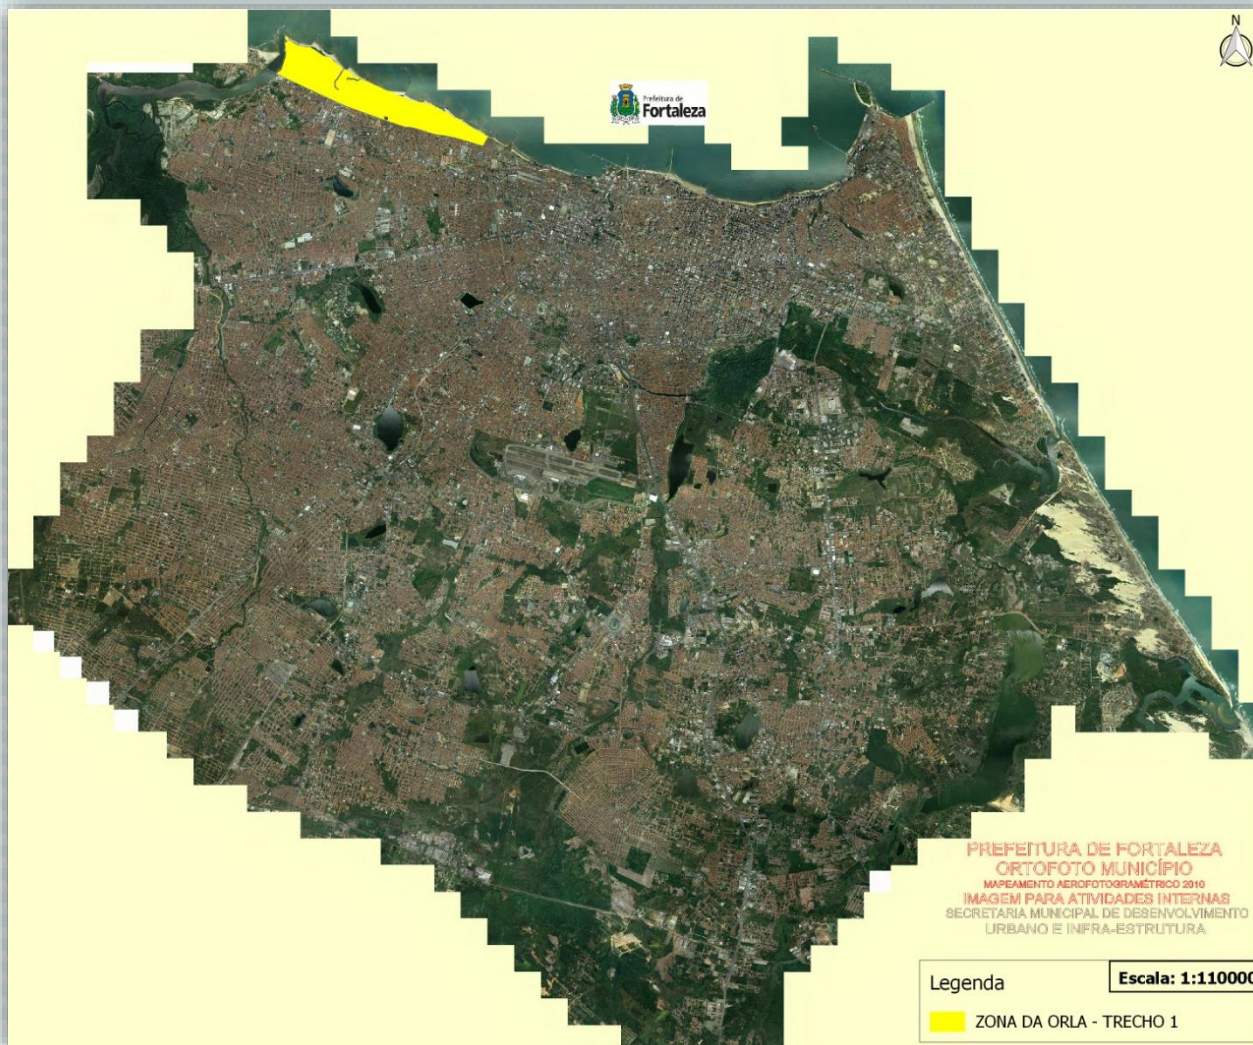 N
Prefeitura de
Fortaleza
PREFEITURA DE FORTALEZA
ORTOFOTO MUNICÍPIO
MAPEAMENTO AEROFOTOGRAMÉTRICO 2010
IMAGEM PARA ATIVIDADES INTERNAS
SECRETARIA MUNICIPAL DE DESENVOLVIMENTO
URBANO E INFRA-ESTRUTURA
Legenda
Escala: 1:110000
ZONA DA ORLA - TRECHO 1